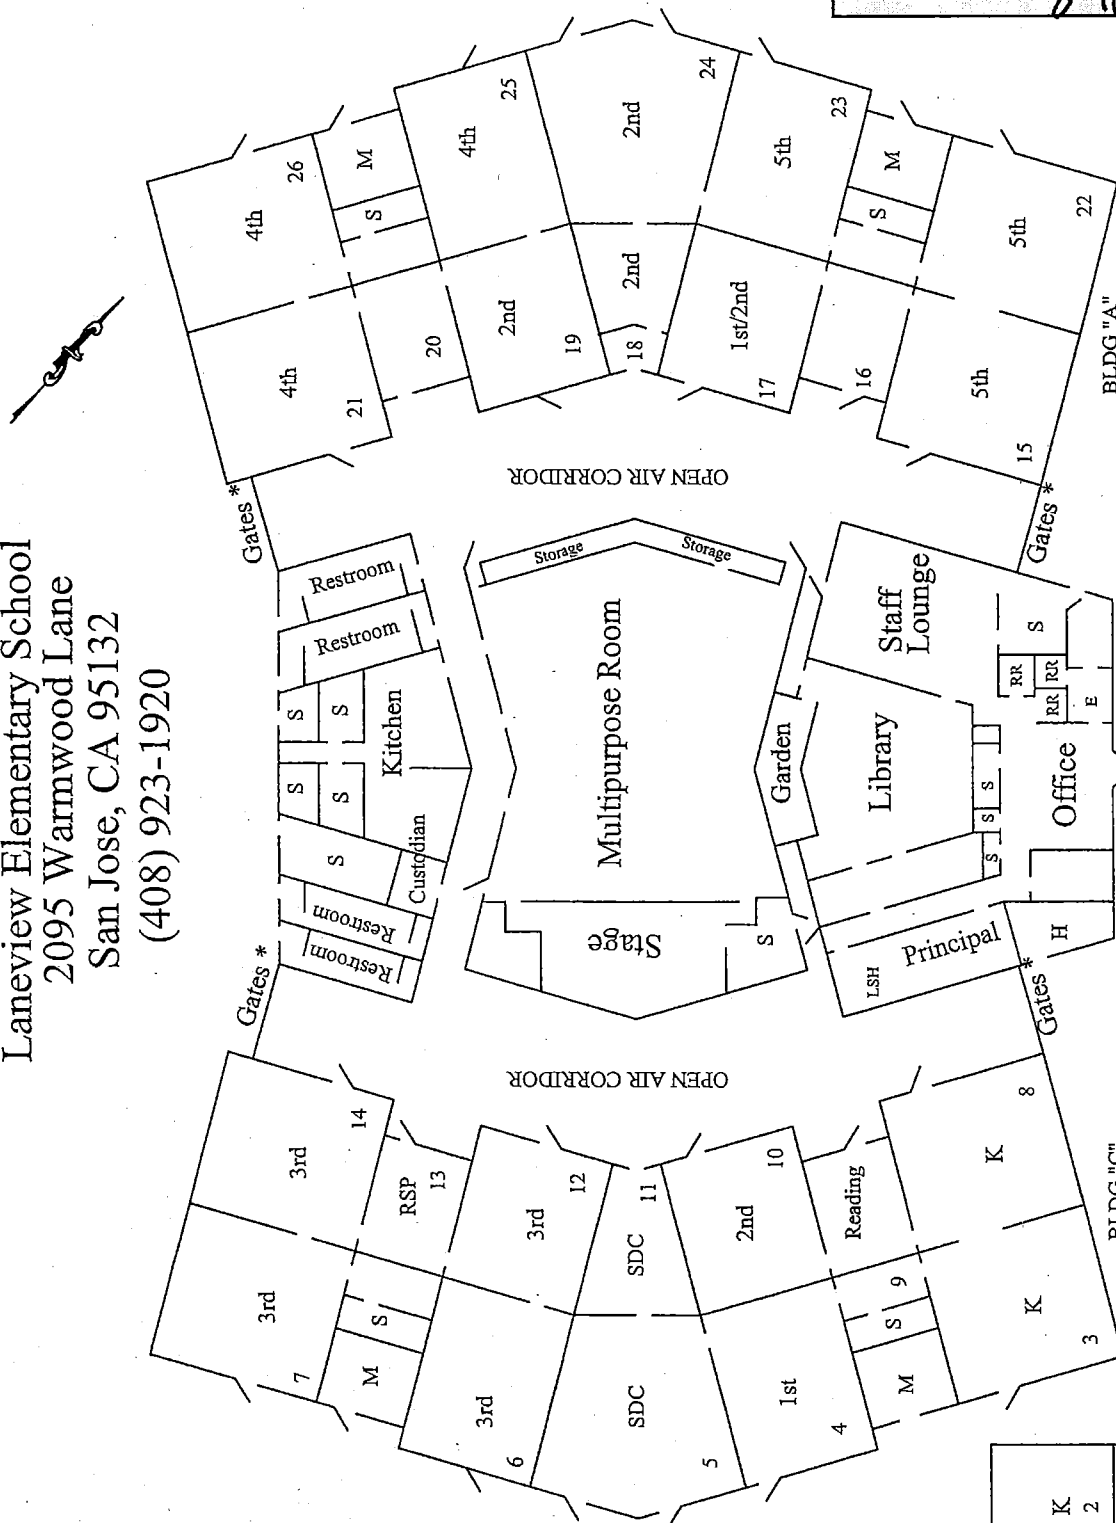 Laneview Elementary School
2095 Warmwood Lane
San Jose, CA 95132
(408) 923-1920
Gates *
Gates *
3rd
7
3rd
14
M
S
RSP
13
3rd
6
3rd
12
SDC
5
SDC
11
1st
4
2nd
10
M
S
9
Reading
K
3
K
8
BLDG "C"
K
2
OPEN AIR CORRIDOR
Restroom
Restroom
S
Custodian
S
S
S
S
Kitchen
Restroom
Restroom
Stage
S
Multipurpose Room
Storage
Storage
Garden
LSH
Principal
H
Library
S
S
S
Office
Staff
Lounge
S
RR
RR
RR
E
Gates *
Gates *
OPEN AIR CORRIDOR
4th
21
4th
26
20
S
M
2nd
19
4th
25
18
2nd
2nd
24
1st/2nd
17
5th
23
16
S
M
5th
15
5th
22
BLDG "A"